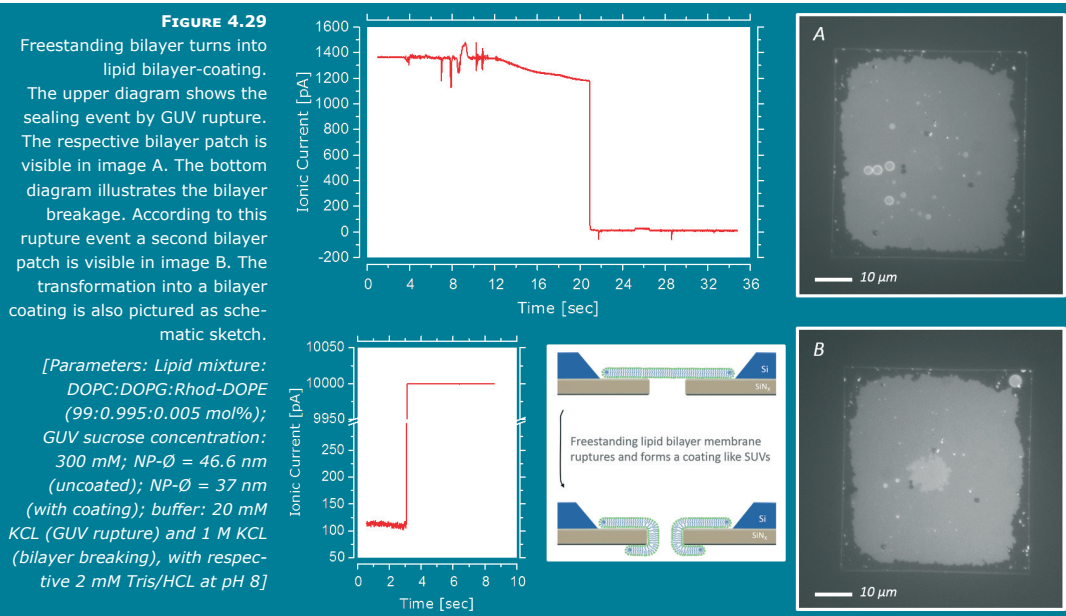 FIGURE 4.29
Freestanding bilayer turns into
lipid bilayer-coating.
The upper diagram shows the
sealing event by GUV rupture.
The respective bilayer patch is
visible in image A. The bottom
diagram illustrates the bilayer
breakage. According to this
rupture event a second bilayer
patch is visible in image B. The
transformation into a bilayer
coating is also pictured as sche-
matic sketch.
[Parameters: Lipid mixture:
DOPC:DOPG:Rhod-DOPE
(99:0.995:0.005 mol%);
GUV sucrose concentration:
300 mM; NP-Ø = 46.6 nm
(uncoated); NP-Ø = 37 nm
(with coating); buffer: 20 mM
KCL (GUV rupture) and 1 M KCL
(bilayer breaking), with respec-
tive 2 mM Tris/HCL at pH 8]
Ionic Current [pA]
1600
1400
1200
1000
800
600
400
200
0
-200
0 4 8 12 16 20 24 28 32 36
Time [sec]
A
10 µm
Ionic Current [pA]
10050
10000
9950
250
200
150
100
50
0 2 4 6 8 10
Time [sec]
Si
SiNₓ
Freestanding lipid bilayer membrane
ruptures and forms a coating like SUVs
Si
SiNₓ
B
10 µm